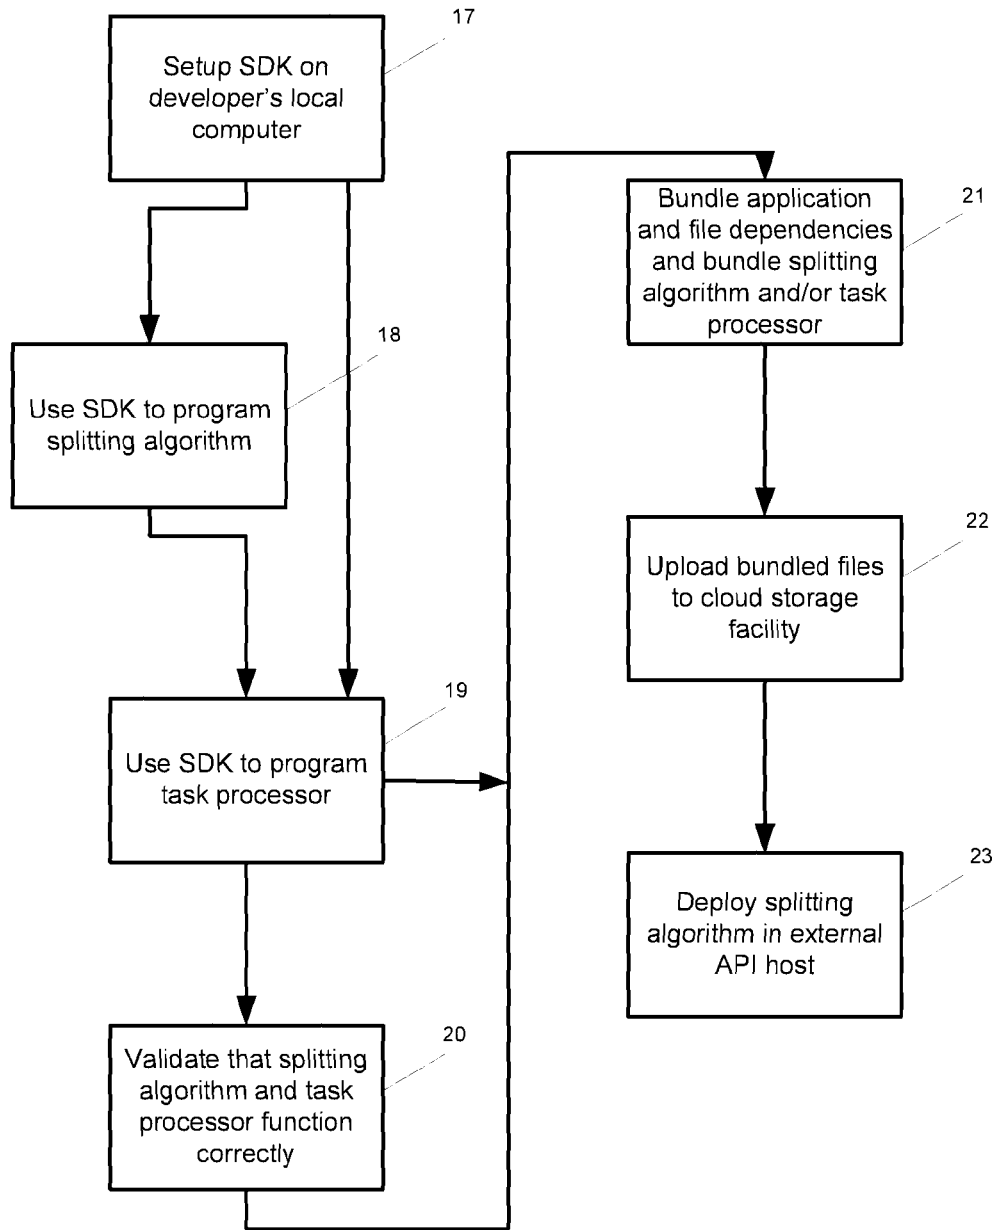 17
Setup SDK on
developer's local
computer
18
Use SDK to program
splitting algorithm
19
Use SDK to program
task processor
20
Validate that splitting
algorithm and task
processor function
correctly
21
Bundle application
and file dependencies
and bundle splitting
algorithm and/or task
processor
22
Upload bundled files
to cloud storage
facility
23
Deploy splitting
algorithm in external
API host